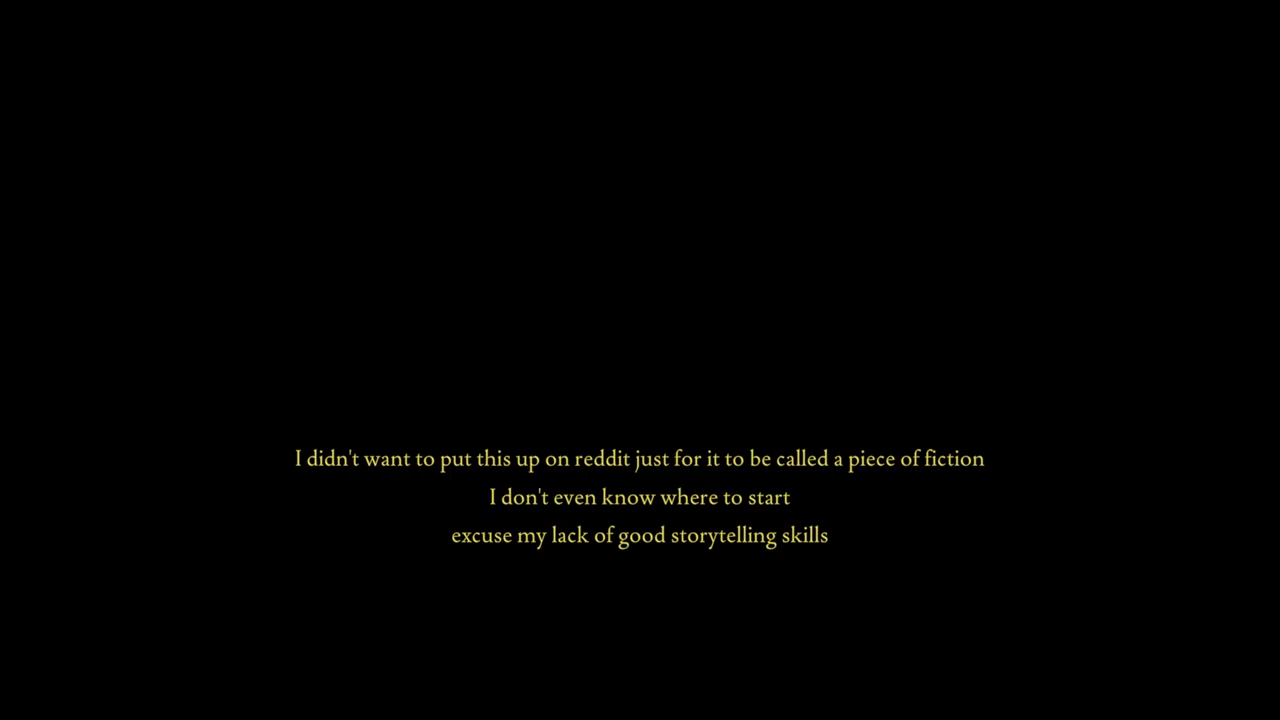 I didn't want to put this up on reddit just for it to be called a piece of fiction
I don't even know where to start
excuse my lack of good storytelling skills